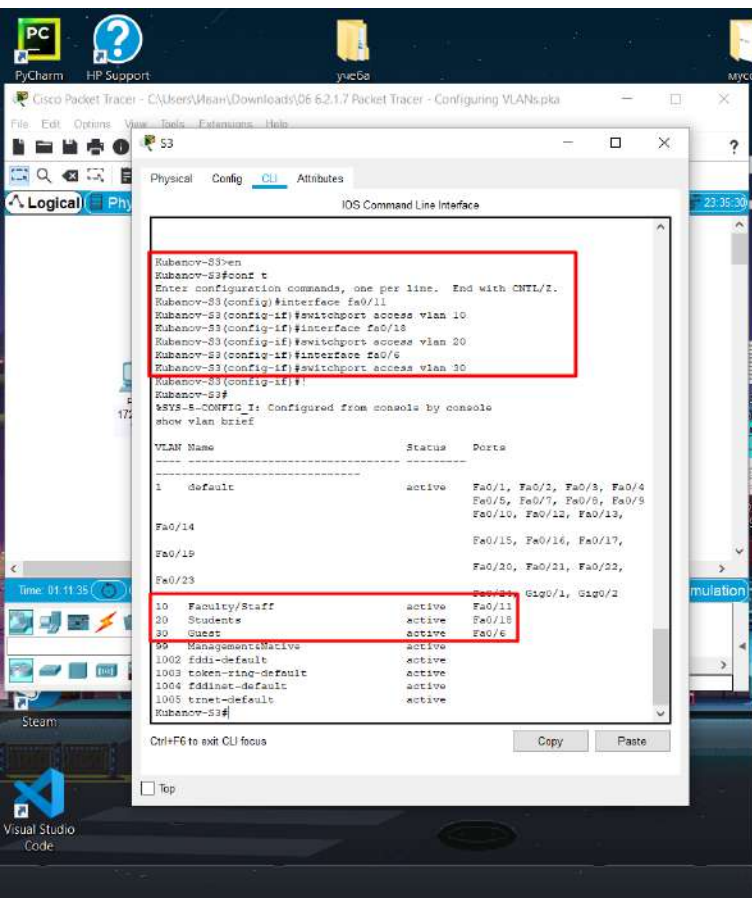 PC
PyCharm
HP Support
учеба
Cisco Packet Tracer - C:\Users\Иван\Downloads\06 6.2.1.7 Packet Tracer - Configuring VLANs.pka
File Edit Options View Tools Extensions Help
S3
Physical Config CLI Attributes
Logical
IOS Command Line Interface
23:35:30
Kubanov-S3>en
Kubanov-S3#conf t
Enter configuration commands, one per line. End with CNTL/Z.
Kubanov-S3(config)#interface fa0/11
Kubanov-S3(config-if)#switchport access vlan 10
Kubanov-S3(config-if)#interface fa0/18
Kubanov-S3(config-if)#switchport access vlan 20
Kubanov-S3(config-if)#interface fa0/6
Kubanov-S3(config-if)#switchport access vlan 30
Kubanov-S3(config-if)#!
Kubanov-S3#
%SYS-5-CONFIG_I: Configured from console by console
show vlan brief
VLAN Name Status Ports
---- -------------------------------- --------- -------------------------------
1 default active Fa0/1, Fa0/2, Fa0/3, Fa0/4
Fa0/5, Fa0/7, Fa0/8, Fa0/9
Fa0/10, Fa0/12, Fa0/13,
Fa0/14
Fa0/15, Fa0/16, Fa0/17,
Fa0/19
Fa0/20, Fa0/21, Fa0/22,
Fa0/23
Fa0/24, Gig0/1, Gig0/2
10 Faculty/Staff active Fa0/11
20 Students active Fa0/18
30 Guest active Fa0/6
99 Management&Native active
1002 fddi-default active
1003 token-ring-default active
1004 fddinet-default active
1005 trnet-default active
Kubanov-S3#
Time: 01:11:35
Ctrl+F6 to exit CLI focus
Copy
Paste
Top
Steam
Visual Studio
Code